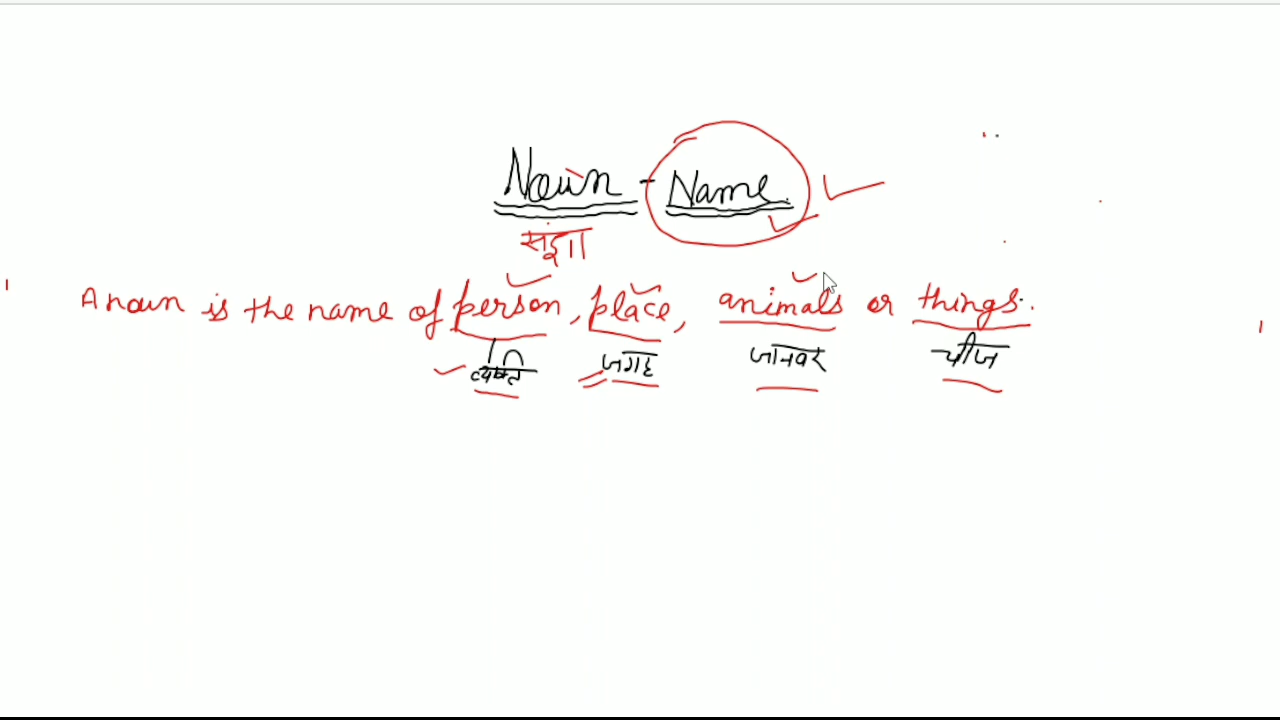 Noun - Name
संज्ञा
A noun is the name of person, place, animals or things.
व्यक्ति जगह जानवर चीज